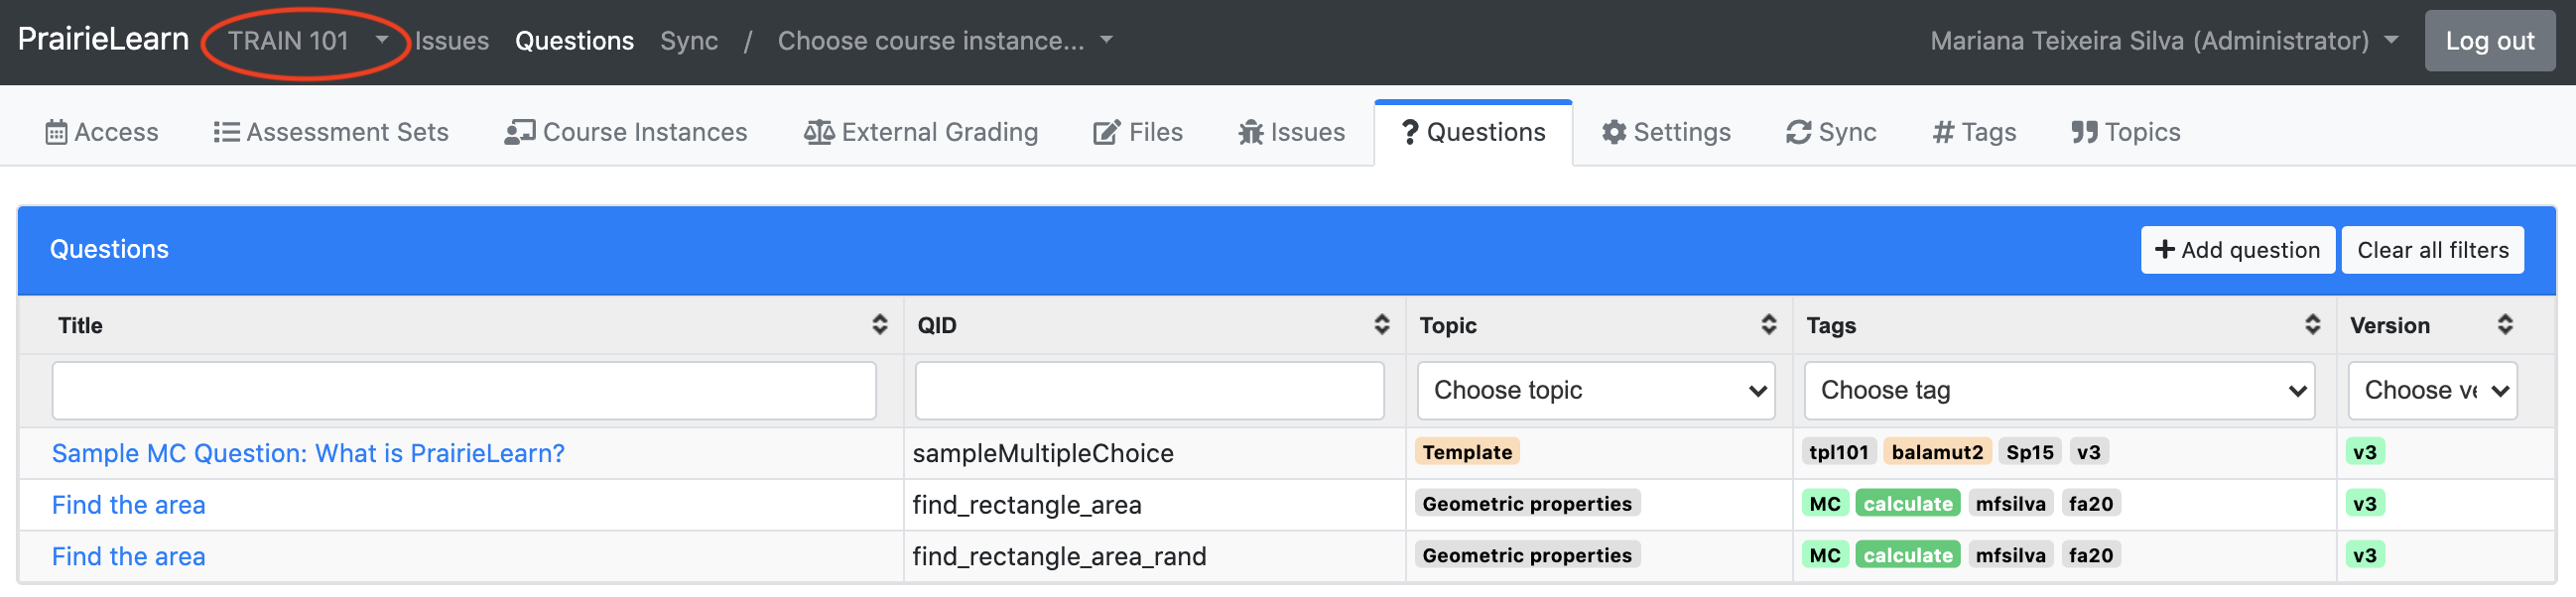 PrairieLearn TRAIN 101 Issues Questions Sync / Choose course instance... Mariana Teixeira Silva (Administrator) Log out
Access Assessment Sets Course Instances External Grading Files Issues ? Questions Settings Sync # Tags Topics
Questions + Add question Clear all filters
Title QID Topic Tags Version
Choose topic Choose tag Choose ve
Sample MC Question: What is PrairieLearn? sampleMultipleChoice Template tpl101 balamut2 Sp15 v3 v3
Find the area find_rectangle_area Geometric properties MC calculate mfsilva fa20 v3
Find the area find_rectangle_area_rand Geometric properties MC calculate mfsilva fa20 v3